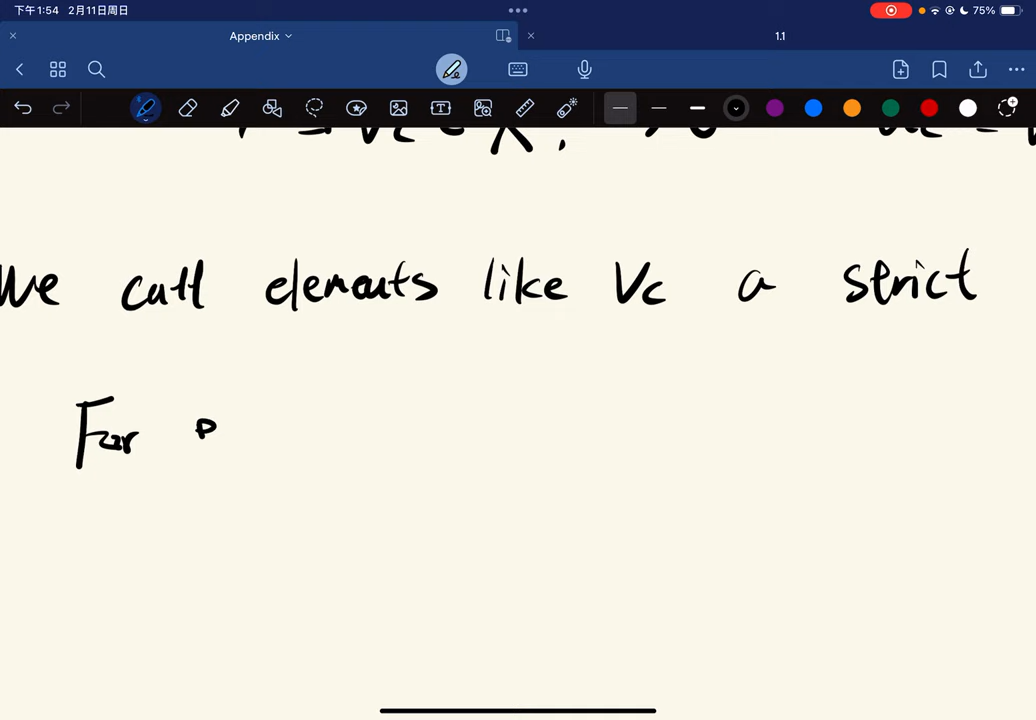 下午1:54 2月11日周日 75%
Appendix 1.1
We call elements like Vc a strict
For